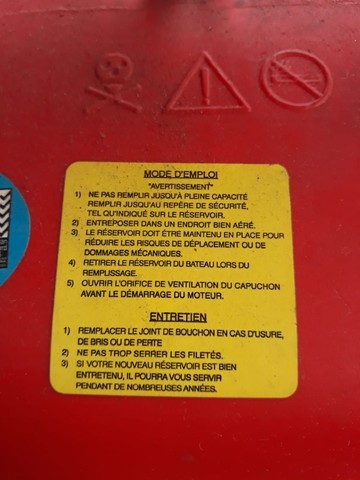 MODE D'EMPLOI
"AVERTISSEMENT"
1) NE PAS REMPLIR JUSQU'À PLEINE CAPACITÉ
REMPLIR JUSQU'AU REPÈRE DE SÉCURITÉ,
TEL QU'INDIQUÉ SUR LE RÉSERVOIR.
2) ENTREPOSER DANS UN ENDROIT BIEN AÉRÉ.
3) LE RÉSERVOIR DOIT ÊTRE MAINTENU EN PLACE POUR
RÉDUIRE LES RISQUES DE DÉPLACEMENT OU DE
DOMMAGES MÉCANIQUES.
4) RETIRER LE RÉSERVOIR DU BATEAU LORS DU
REMPLISSAGE.
5) OUVRIR L'ORIFICE DE VENTILATION DU CAPUCHON
AVANT LE DÉMARRAGE DU MOTEUR.
ENTRETIEN
1) REMPLACER LE JOINT DE BOUCHON EN CAS D'USURE,
DE BRIS OU DE PERTE
2) NE PAS TROP SERRER LES FILETÉS.
3) SI VOTRE NOUVEAU RÉSERVOIR EST BIEN
ENTRETENU, IL POURRA VOUS SERVIR
PENDANT DE NOMBREUSES ANNÉES.